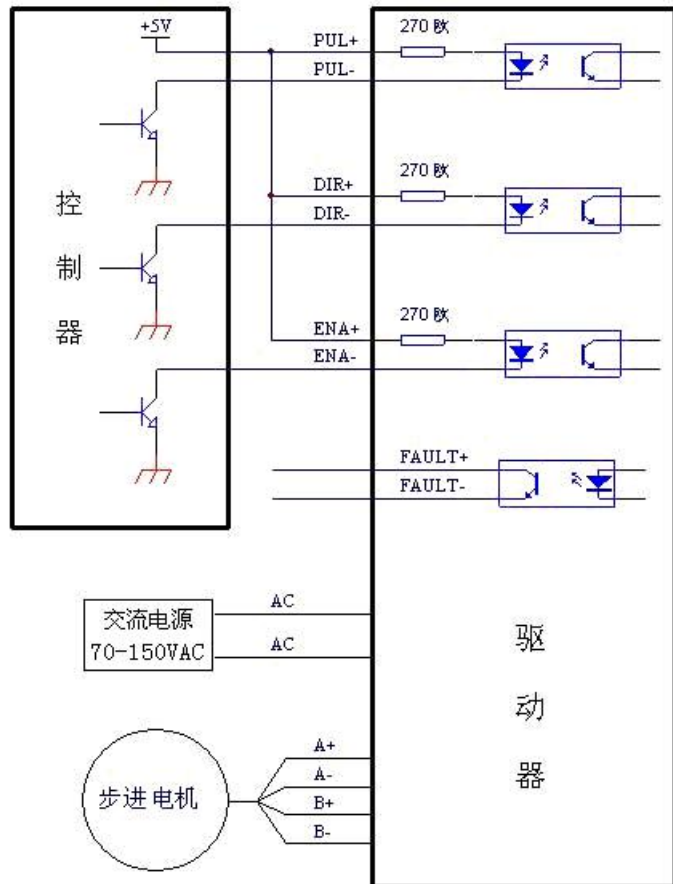 +5V
PUL+
270 欧
PUL-
DIR+
270 欧
DIR-
控
制
器
ENA+
270 欧
ENA-
FAULT+
FAULT-
交流电源
70-150VAC
AC
AC
驱
动
器
步进电机
A+
A-
B+
B-